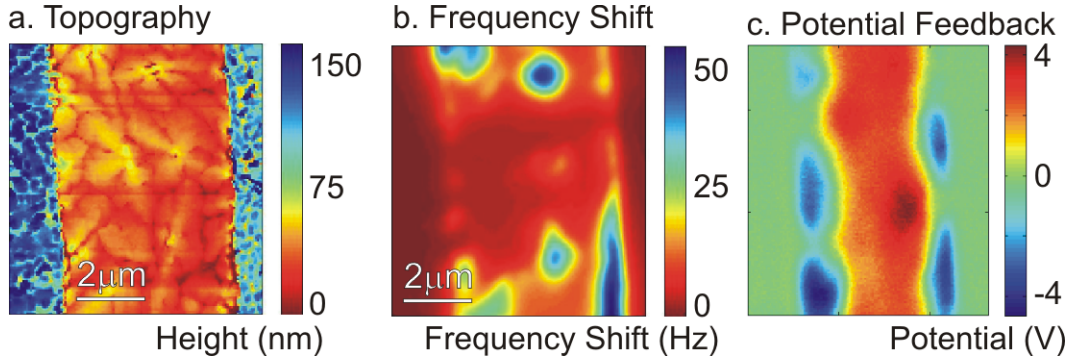 a. Topography
150
75
0
2μm
Height (nm)
b. Frequency Shift
50
25
0
2μm
Frequency Shift (Hz)
c. Potential Feedback
4
0
-4
Potential (V)